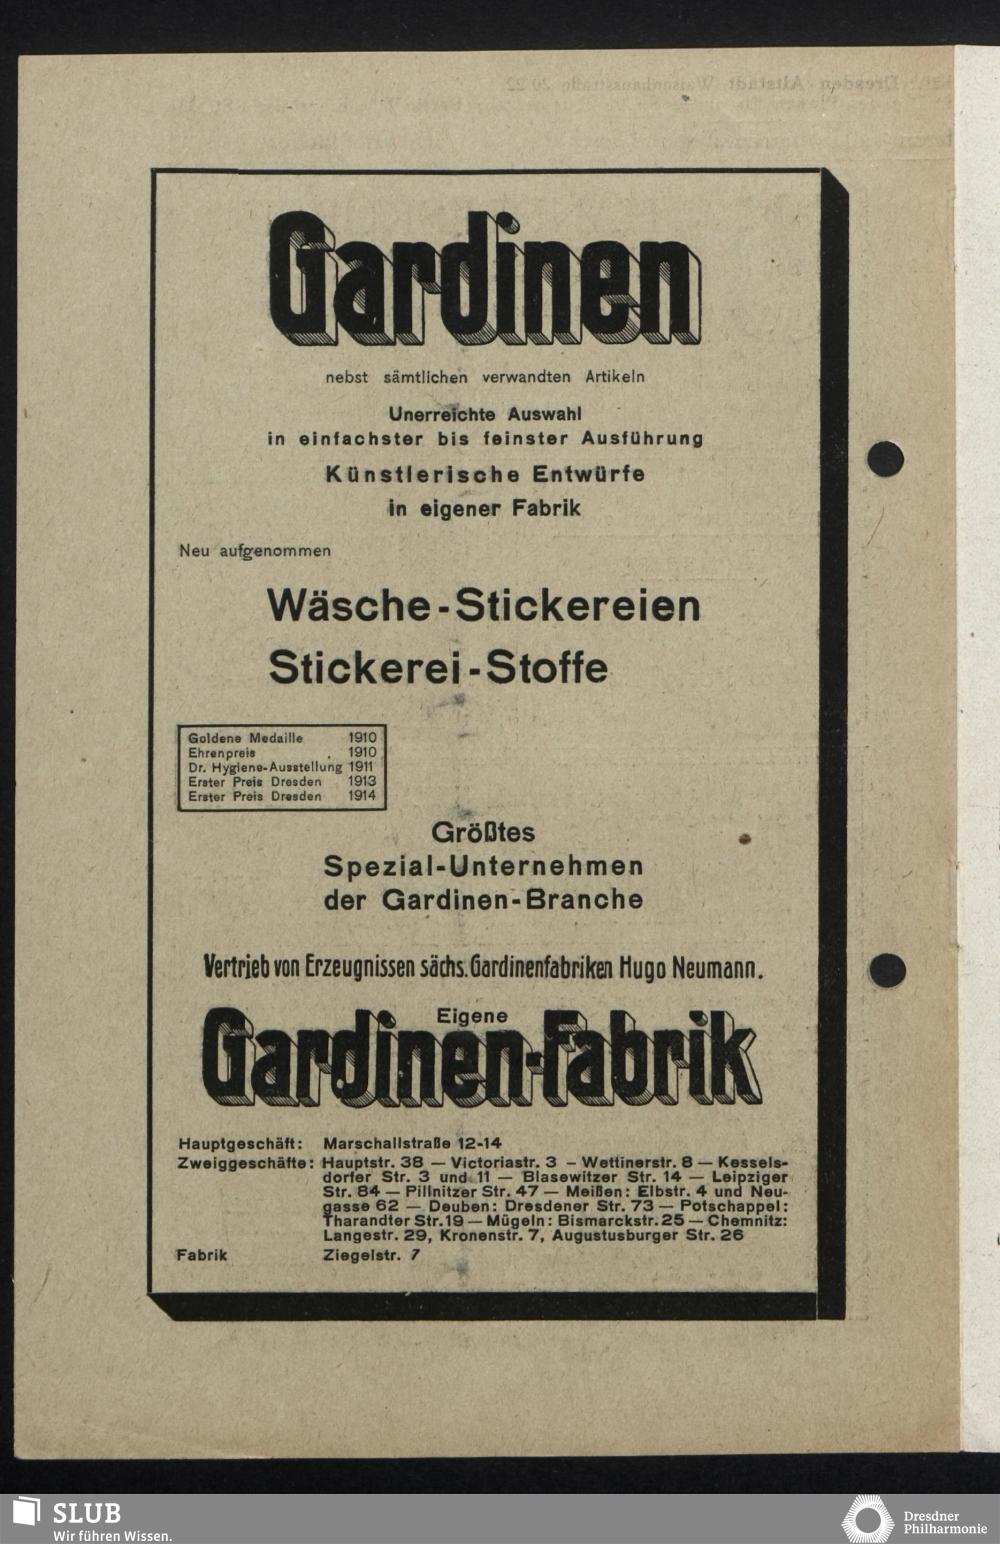 Gardinen
nebst sämtlichen verwandten Artikeln
Unerreichte Auswahl
in einfachster bis feinster Ausführung
Künstlerische Entwürfe
in eigener Fabrik
Neu aufgenommen
Wäsche-Stickereien
Stickerei-Stoffe
Goldene Medaille 1910
Ehrenpreis 1910
Dr. Hygiene-Ausstellung 1911
Erster Preis Dresden 1913
Erster Preis Dresden 1914
Größtes
Spezial-Unternehmen
der Gardinen-Branche
Vertrieb von Erzeugnissen sächs. Gardinenfabriken Hugo Neumann.
Eigene
Gardinen-Fabrik
Hauptgeschäft: Marschallstraße 12-14
Zweiggeschäfte: Hauptstr. 38 — Victoriastr. 3 – Wettinerstr. 8 — Kessels-
dorfer Str. 3 und 11 — Blasewitzer Str. 14 — Leipziger
Str. 84 — Pillnitzer Str. 47 — Meißen: Elbstr. 4 und Neu-
gasse 62 — Deuben: Dresdener Str. 73 — Potschappel:
Tharandter Str. 19 — Mügeln: Bismarckstr. 25 — Chemnitz:
Langestr. 29, Kronenstr. 7, Augustusburger Str. 26
Fabrik Ziegelstr. 7
SLUB
Wir führen Wissen.
Dresdner
Philharmonie